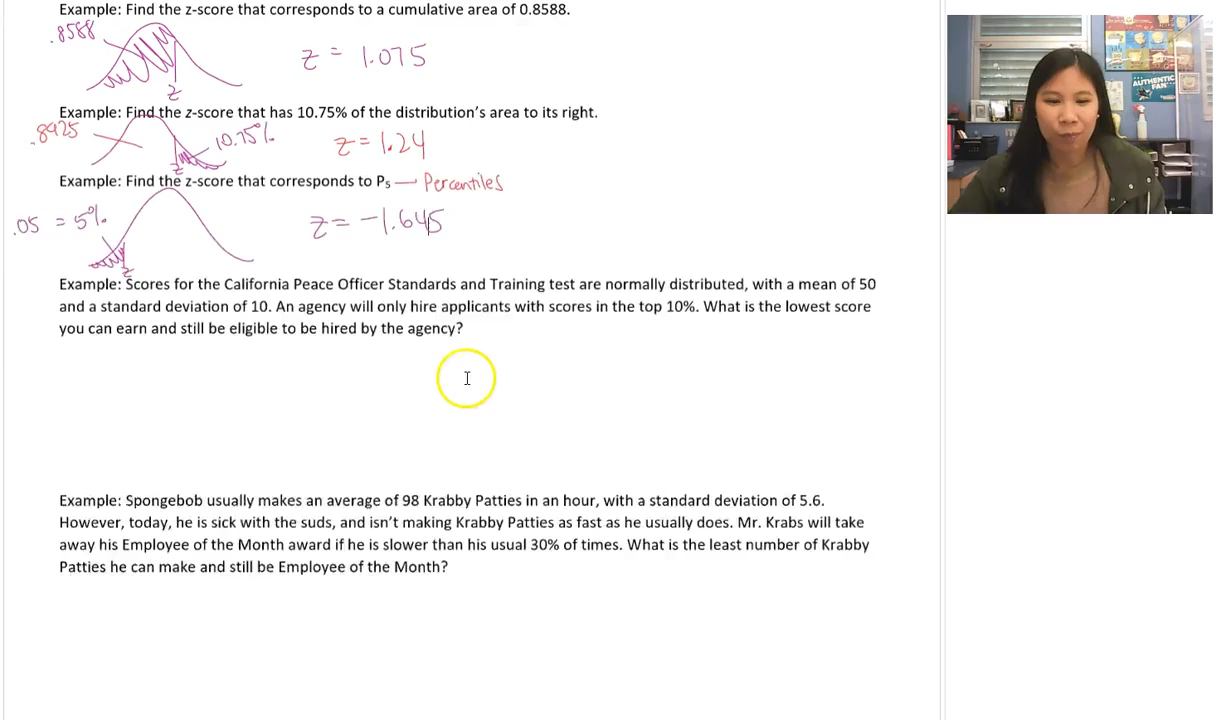 Example: Find the z-score that corresponds to a cumulative area of 0.8588.
.8588
z = 1.075
z
Example: Find the z-score that has 10.75% of the distribution's area to its right.
.8925
10.75%
z = 1.24
z
Example: Find the z-score that corresponds to P5 — Percentiles
.05 = 5%
z = -1.645
z
Example: Scores for the California Peace Officer Standards and Training test are normally distributed, with a mean of 50
and a standard deviation of 10. An agency will only hire applicants with scores in the top 10%. What is the lowest score
you can earn and still be eligible to be hired by the agency?
Example: Spongebob usually makes an average of 98 Krabby Patties in an hour, with a standard deviation of 5.6.
However, today, he is sick with the suds, and isn't making Krabby Patties as fast as he usually does. Mr. Krabs will take
away his Employee of the Month award if he is slower than his usual 30% of times. What is the least number of Krabby
Patties he can make and still be Employee of the Month?
AUTHENTIC
FAN